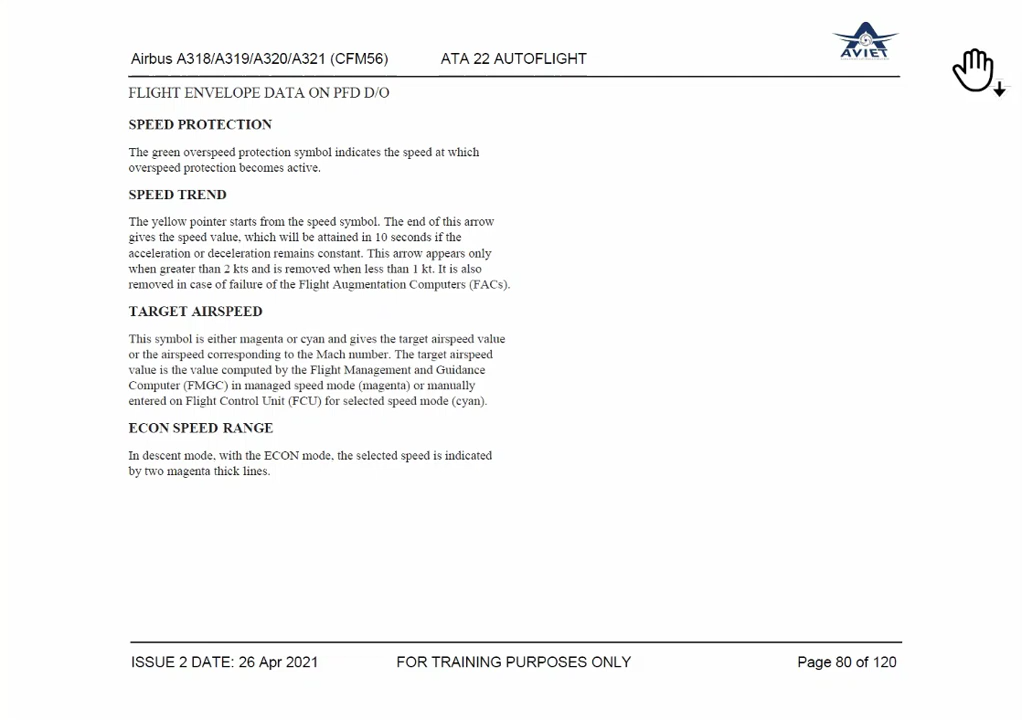 Airbus A318/A319/A320/A321 (CFM56) ATA 22 AUTOFLIGHT
AVIET
FLIGHT ENVELOPE DATA ON PFD D/O
SPEED PROTECTION
The green overspeed protection symbol indicates the speed at which
overspeed protection becomes active.
SPEED TREND
The yellow pointer starts from the speed symbol. The end of this arrow
gives the speed value, which will be attained in 10 seconds if the
acceleration or deceleration remains constant. This arrow appears only
when greater than 2 kts and is removed when less than 1 kt. It is also
removed in case of failure of the Flight Augmentation Computers (FACs).
TARGET AIRSPEED
This symbol is either magenta or cyan and gives the target airspeed value
or the airspeed corresponding to the Mach number. The target airspeed
value is the value computed by the Flight Management and Guidance
Computer (FMGC) in managed speed mode (magenta) or manually
entered on Flight Control Unit (FCU) for selected speed mode (cyan).
ECON SPEED RANGE
In descent mode, with the ECON mode, the selected speed is indicated
by two magenta thick lines.
ISSUE 2 DATE: 26 Apr 2021 FOR TRAINING PURPOSES ONLY Page 80 of 120